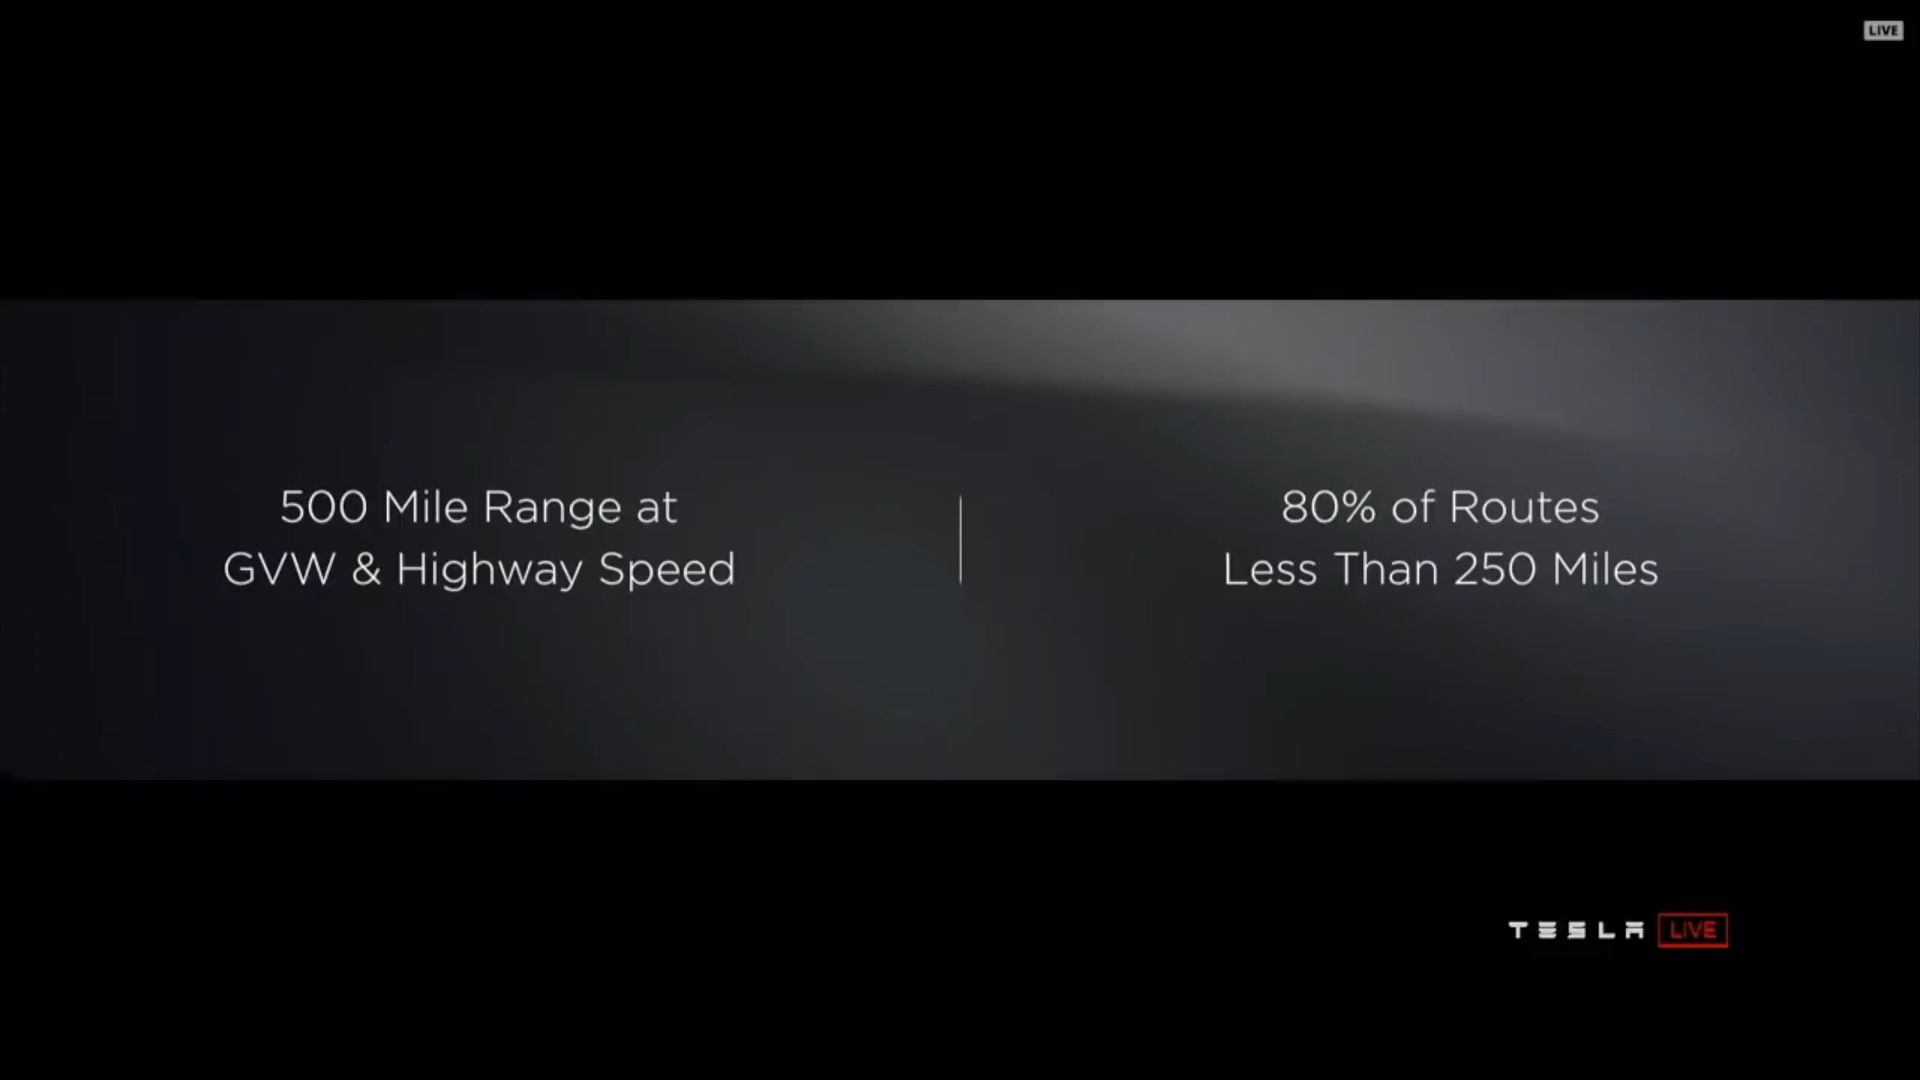 LIVE
500 Mile Range at
GVW & Highway Speed
80% of Routes
Less Than 250 Miles
TESLA LIVE